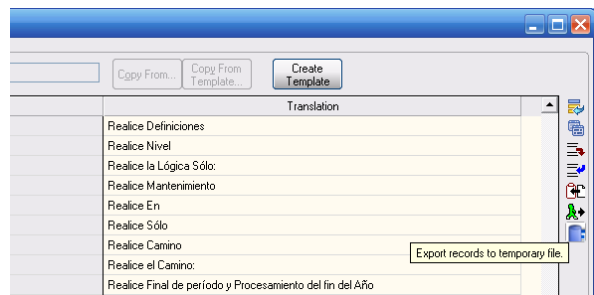 Copy From...
Copy From
Template...
Create
Template
Translation
Realice Definiciones
Realice Nivel
Realice la Lógica Sólo:
Realice Mantenimiento
Realice En
Realice Sólo
Realice Camino
Export records to temporary file.
Realice el Camino:
Realice Final de período y Procesamiento del fin del Año